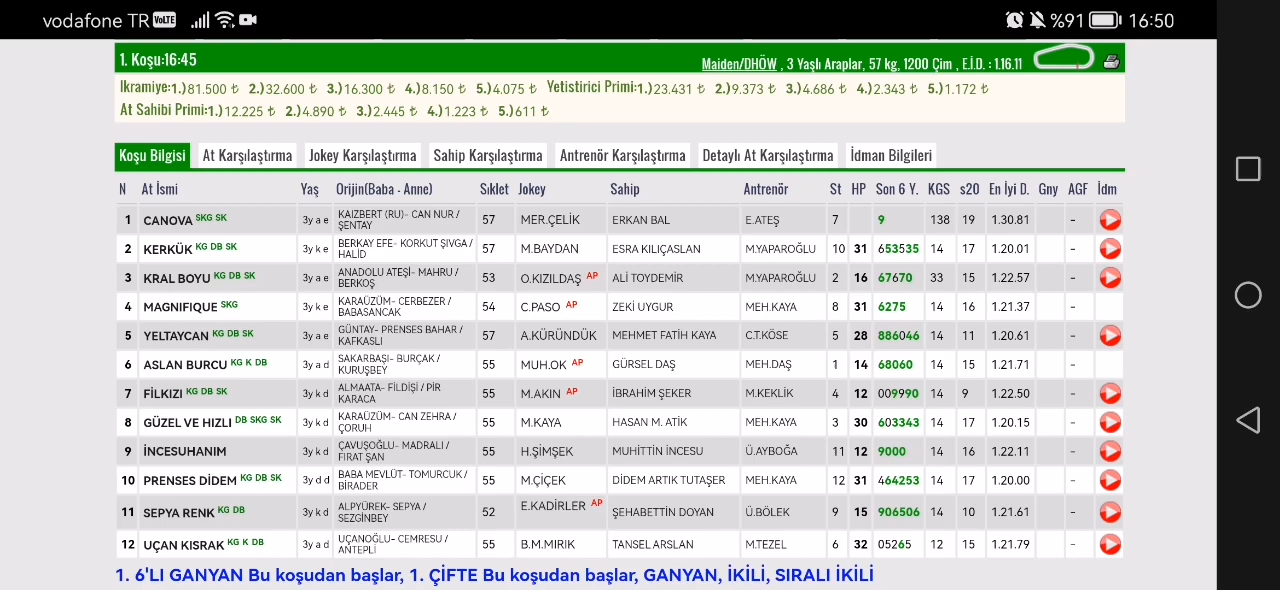 vodafone TR VoLTE %91 16:50
1. Koşu:16:45 Maiden/DHÖW , 3 Yaşlı Araplar, 57 kg, 1200 Çim , E.İ.D. : 1.16.11
Ikramiye:1.)81.500 ₺ 2.)32.600 ₺ 3.)16.300 ₺ 4.)8.150 ₺ 5.)4.075 ₺ Yetistirici Primi:1.)23.431 ₺ 2.)9.373 ₺ 3.)4.686 ₺ 4.)2.343 ₺ 5.)1.172 ₺
At Sahibi Primi:1.)12.225 ₺ 2.)4.890 ₺ 3.)2.445 ₺ 4.)1.223 ₺ 5.)611 ₺
Koşu Bilgisi At Karşılaştırma Jokey Karşılaştırma Sahip Karşılaştırma Antrenör Karşılaştırma Detaylı At Karşılaştırma İdman Bilgileri
N At İsmi Yaş Orijin(Baba - Anne) Sıklet Jokey Sahip Antrenör St HP Son 6 Y. KGS s20 En İyi D. Gny AGF İdm
1 CANOVA SKG SK 3y a e KAIZBERT (RU)- CAN NUR / ŞENTAY 57 MER.ÇELİK ERKAN BAL E.ATEŞ 7 9 138 19 1.30.81 -
2 KERKÜK KG DB SK 3y k e BERKAY EFE- KORKUT ŞIVGA / HALİD 57 M.BAYDAN ESRA KILIÇASLAN M.YAPAROĞLU 10 31 653535 14 17 1.20.01 -
3 KRAL BOYU KG DB SK 3y a e ANADOLU ATEŞİ- MAHRU / BERKOŞ 53 O.KIZILDAŞ AP ALİ TOYDEMİR M.YAPAROĞLU 2 16 67670 33 15 1.22.57 -
4 MAGNIFIQUE SKG 3y k e KARAÜZÜM- CERBEZER / BABASANCAK 54 C.PASO AP ZEKİ UYGUR MEH.KAYA 8 31 6275 14 16 1.21.37 -
5 YELTAYCAN KG DB SK 3y a e GÜNTAY- PRENSES BAHAR / KAFKASLI 57 A.KÜRÜNDÜK MEHMET FATİH KAYA C.T.KÖSE 5 28 886046 14 11 1.20.61 -
6 ASLAN BURCU KG K DB 3y a d SAKARBAŞI- BURÇAK / KURUŞBEY 55 MUH.OK AP GÜRSEL DAŞ MEH.DAŞ 1 14 68060 14 15 1.21.71 -
7 FİLKIZI KG DB SK 3y k d ALMAATA- FİLDİŞİ / PİR KARACA 55 M.AKIN AP İBRAHİM ŞEKER M.KEKLİK 4 12 009990 14 9 1.22.50 -
8 GÜZEL VE HIZLI DB SKG SK 3y k d KARAÜZÜM- CAN ZEHRA / ÇORUH 55 M.KAYA HASAN M. ATİK MEH.KAYA 3 30 603343 14 17 1.20.15 -
9 İNCESUHANIM 3y k d ÇAVUŞOĞLU- MADRALI / FIRAT ŞAN 55 H.ŞİMŞEK MUHİTTİN İNCESU Ü.AYBOĞA 11 12 9000 14 16 1.22.11 -
10 PRENSES DİDEM KG DB SK 3y d d BABA MEVLÜT- TOMURCUK / BİRADER 55 M.ÇİÇEK DİDEM ARTIK TUTAŞER MEH.KAYA 12 31 464253 14 17 1.20.00 -
11 SEPYA RENK KG DB 3y k d ALPYÜREK- SEPYA / SEZGİNBEY 52 E.KADİRLER AP ŞEHABETTİN DOYAN Ü.BÖLEK 9 15 906506 14 10 1.21.61 -
12 UÇAN KISRAK KG K DB 3y a d UÇANOĞLU- CEMRESU / ANTEPLİ 55 B.M.MIRIK TANSEL ARSLAN M.TEZEL 6 32 05265 12 15 1.21.79 -
1. 6'LI GANYAN Bu koşudan başlar, 1. ÇİFTE Bu koşudan başlar, GANYAN, İKİLİ, SIRALI İKİLİ